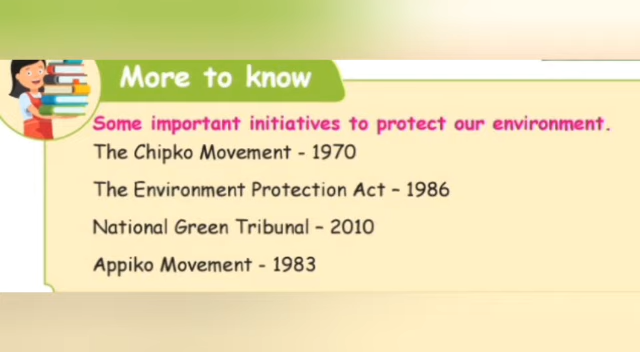 More to know
Some important initiatives to protect our environment.
The Chipko Movement - 1970
The Environment Protection Act – 1986
National Green Tribunal – 2010
Appiko Movement - 1983